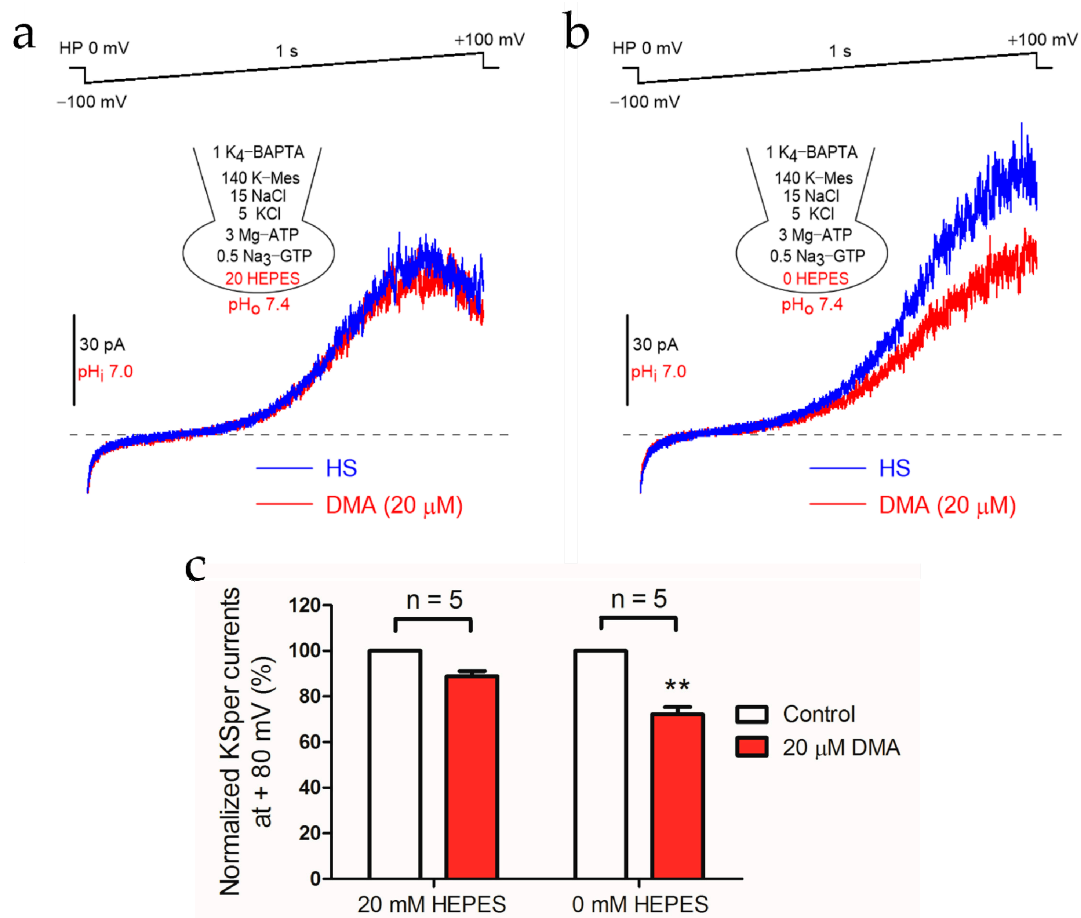 a
HP 0 mV
1 s
+100 mV
−100 mV
1 K4−BAPTA
140 K−Mes
15 NaCl
5 KCl
3 Mg−ATP
0.5 Na3−GTP
20 HEPES
pHo 7.4
30 pA
pHi 7.0
HS
DMA (20 μM)
b
HP 0 mV
1 s
+100 mV
−100 mV
1 K4−BAPTA
140 K−Mes
15 NaCl
5 KCl
3 Mg−ATP
0.5 Na3−GTP
0 HEPES
pHo 7.4
30 pA
pHi 7.0
HS
DMA (20 μM)
c
Normalized KSper currents
at + 80 mV (%)
120
100
80
60
40
20
0
n = 5
n = 5
**
Control
20 μM DMA
20 mM HEPES
0 mM HEPES